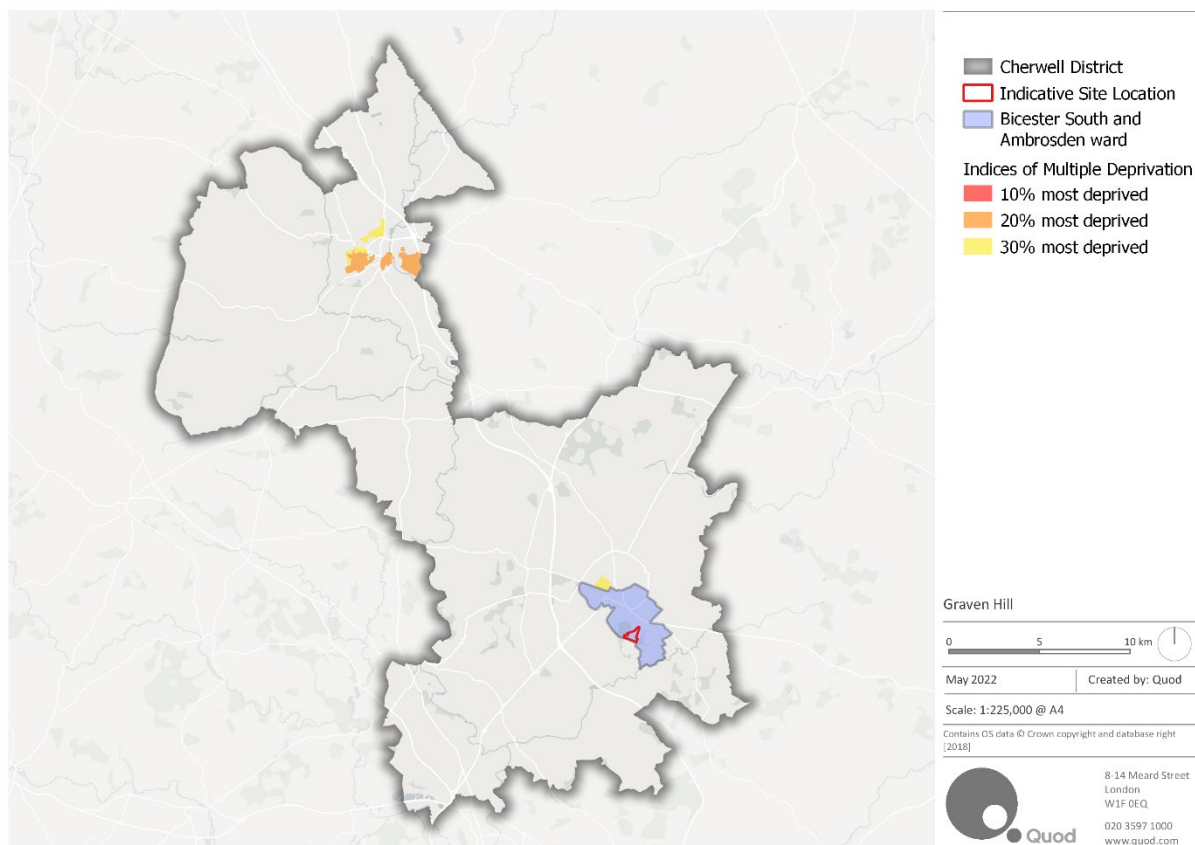 Cherwell District
Indicative Site Location
Bicester South and
Ambrosden ward
Indices of Multiple Deprivation
10% most deprived
20% most deprived
30% most deprived
Graven Hill
0 5 10 km
May 2022 Created by: Quod
Scale: 1:225,000 @ A4
Contains OS data © Crown copyright and database right
[2018]
8-14 Meard Street
London
W1F 0EQ
020 3597 1000
www.quod.com
Quod